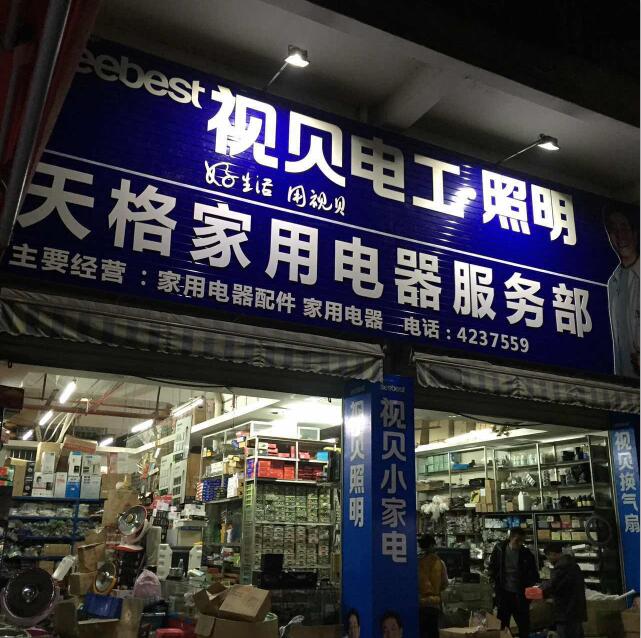 seebest 视贝电工·照明
好生活 用视贝
天格家用电器服务部
主要经营：家用电器配件 家用电器 电话：4237559
seebest
视贝照明
视贝小家电
视贝换气扇